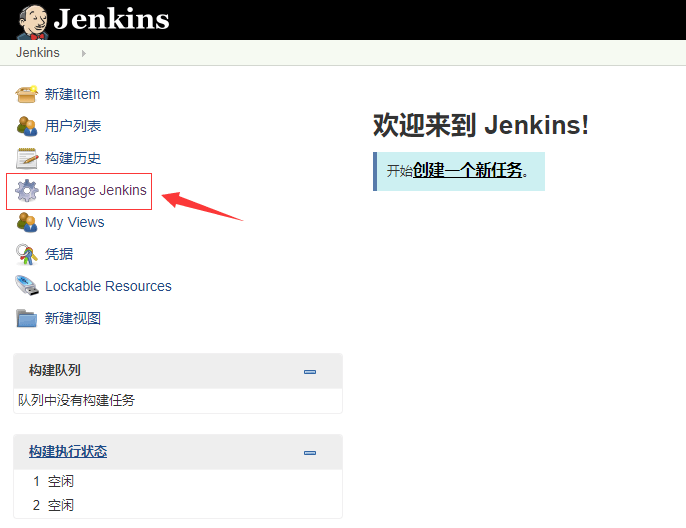 Jenkins
Jenkins
新建Item
用户列表
构建历史
Manage Jenkins
My Views
凭据
Lockable Resources
新建视图
构建队列
队列中没有构建任务
构建执行状态
1 空闲
2 空闲
欢迎来到 Jenkins!
开始创建一个新任务。